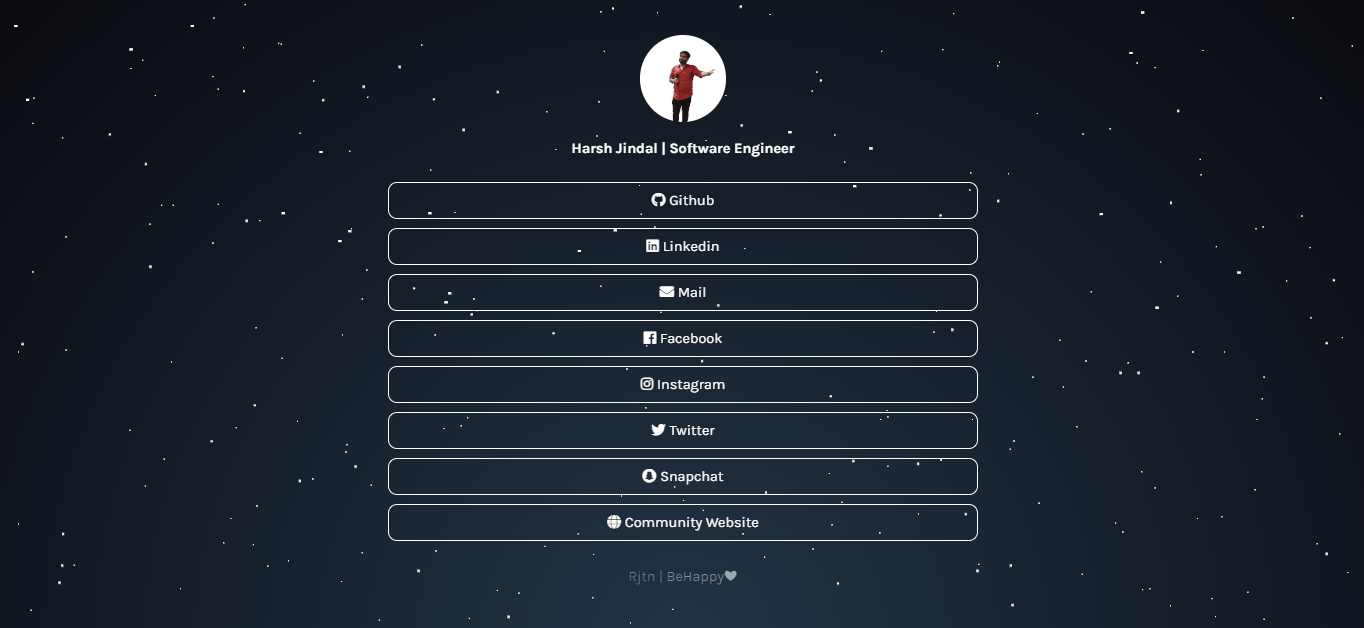 Harsh Jindal | Software Engineer
Github
Linkedin
Mail
Facebook
Instagram
Twitter
Snapchat
Community Website
Rjtn | BeHappy